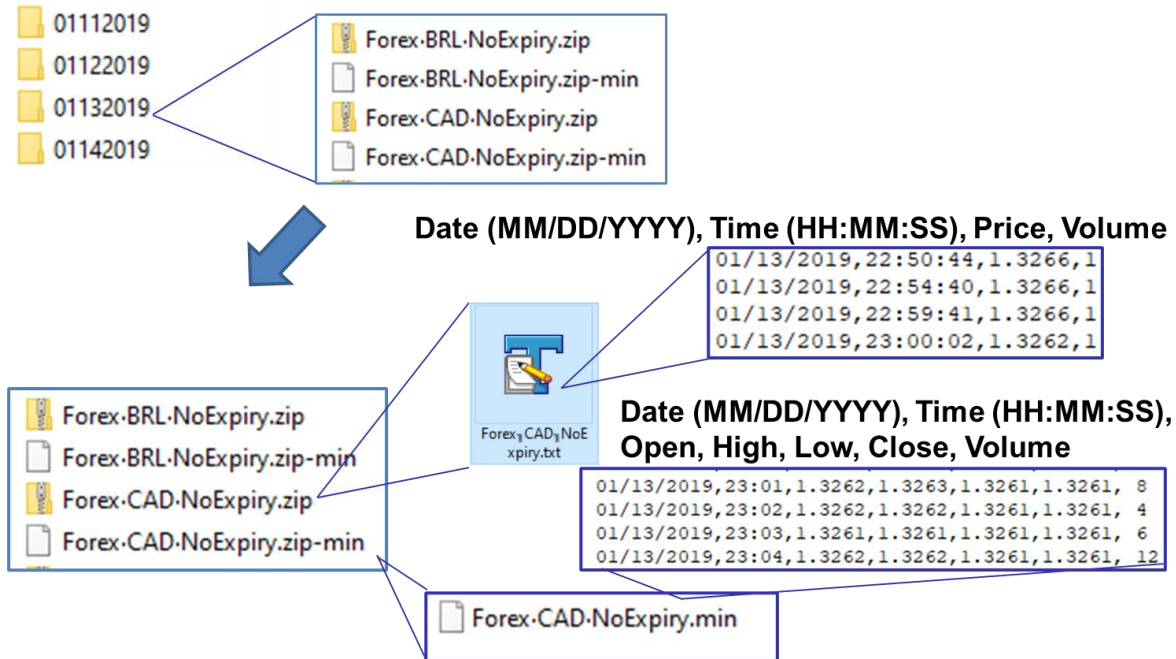 01112019
01122019
01132019
01142019
Forex·BRL·NoExpiry.zip
Forex·BRL·NoExpiry.zip-min
Forex·CAD·NoExpiry.zip
Forex·CAD·NoExpiry.zip-min
Date (MM/DD/YYYY), Time (HH:MM:SS), Price, Volume
01/13/2019,22:50:44,1.3266,1
01/13/2019,22:54:40,1.3266,1
01/13/2019,22:59:41,1.3266,1
01/13/2019,23:00:02,1.3262,1
Forex╖CAD╖NoE
xpiry.txt
Date (MM/DD/YYYY), Time (HH:MM:SS),
Open, High, Low, Close, Volume
01/13/2019,23:01,1.3262,1.3263,1.3261,1.3261, 8
01/13/2019,23:02,1.3262,1.3262,1.3261,1.3261, 4
01/13/2019,23:03,1.3261,1.3261,1.3261,1.3261, 6
01/13/2019,23:04,1.3262,1.3262,1.3261,1.3261, 12
Forex·BRL·NoExpiry.zip
Forex·BRL·NoExpiry.zip-min
Forex·CAD·NoExpiry.zip
Forex·CAD·NoExpiry.zip-min
Forex·CAD·NoExpiry.min